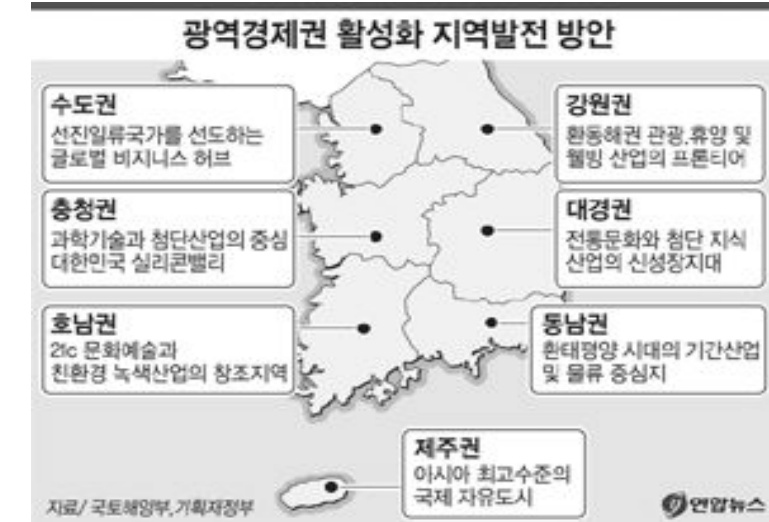 광역경제권 활성화 지역발전 방안
수도권
선진일류국가를 선도하는
글로벌 비지니스 허브
강원권
환동해권 관광.휴양 및
웰빙 산업의 프론티어
충청권
과학기술과 첨단산업의 중심
대한민국 실리콘밸리
대경권
전통문화와 첨단 지식
산업의 신성장지대
호남권
21c 문화예술과
친환경 녹색산업의 창조지역
동남권
환태평양 시대의 기간산업
및 물류 중심지
제주권
아시아 최고수준의
국제 자유도시
자료/ 국토해양부,기획재정부
연합뉴스